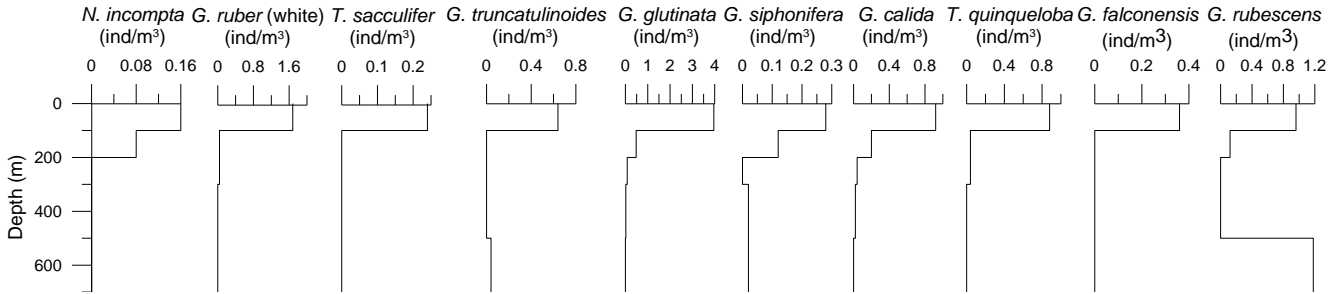 N. incompta G. ruber (white) T. sacculifer G. truncatulinoides G. glutinata G. siphonifera G. calida T. quinqueloba G. falconensis G. rubescens
(ind/m³) (ind/m³) (ind/m³) (ind/m³) (ind/m³) (ind/m³) (ind/m³) (ind/m³) (ind/m³) (ind/m³)
0 0.08 0.16 0 0.8 1.6 0 0.1 0.2 0 0.4 0.8 0 1 2 3 4 0 0.1 0.2 0.3 0 0.4 0.8 0 0.4 0.8 0 0.2 0.4 0 0.4 0.8 1.2
0
200
400
600
Depth (m)